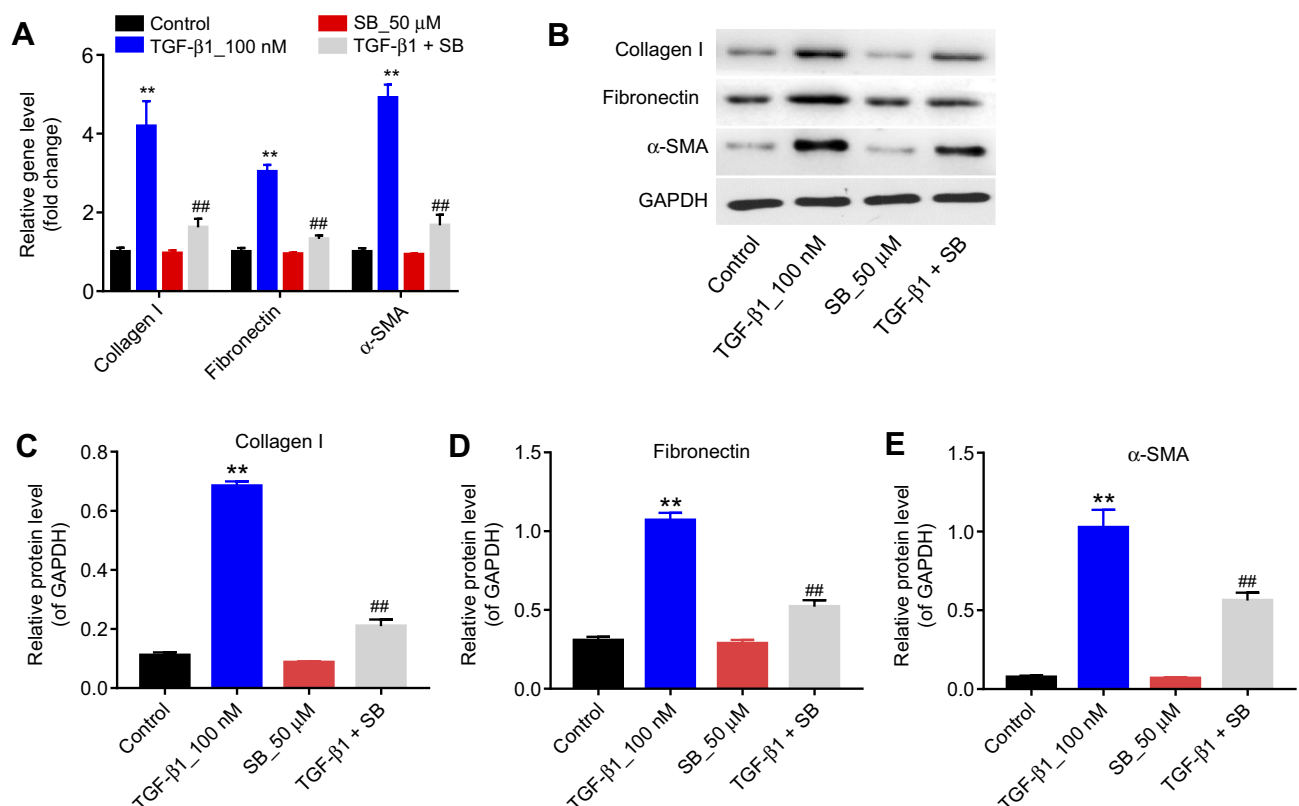 A
Control
TGF-β1_100 nM
SB_50 μM
TGF-β1 + SB
Relative gene level
(fold change)
6
4
2
0
**
##
**
##
**
##
Collagen I
Fibronectin
α-SMA
B
Collagen I
Fibronectin
α-SMA
GAPDH
Control
TGF-β1_100 nM
SB_50 μM
TGF-β1 + SB
C
Collagen I
Relative protein level
(of GAPDH)
0.8
0.6
0.4
0.2
0.0
**
##
Control
TGF-β1_100 nM
SB_50 μM
TGF-β1 + SB
D
Fibronectin
Relative protein level
(of GAPDH)
1.5
1.0
0.5
0.0
**
##
Control
TGF-β1_100 nM
SB_50 μM
TGF-β1 + SB
E
α-SMA
Relative protein level
(of GAPDH)
1.5
1.0
0.5
0.0
**
##
Control
TGF-β1_100 nM
SB_50 μM
TGF-β1 + SB